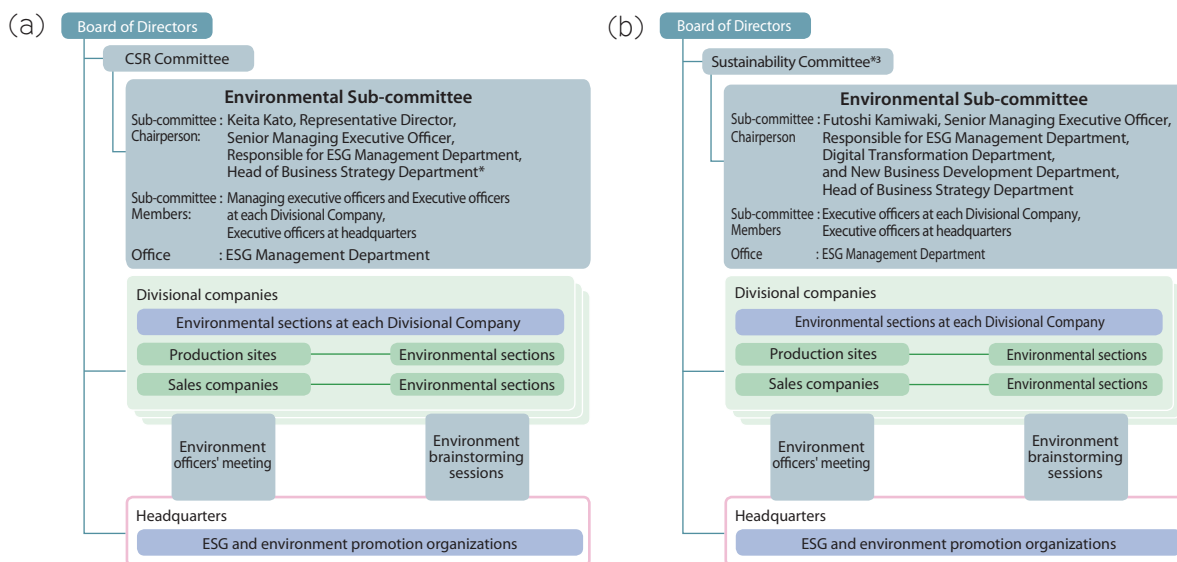 (a)
Board of Directors
CSR Committee
Environmental Sub-committee
Sub-committee : Keita Kato, Representative Director,
Chairperson: Senior Managing Executive Officer,
Responsible for ESG Management Department,
Head of Business Strategy Department*
Sub-committee : Managing executive officers and Executive officers
Members: at each Divisional Company,
Executive officers at headquarters
Office : ESG Management Department
Divisional companies
Environmental sections at each Divisional Company
Production sites Environmental sections
Sales companies Environmental sections
Environment
officers' meeting
Environment
brainstorming
sessions
Headquarters
ESG and environment promotion organizations
(b)
Board of Directors
Sustainability Committee*3
Environmental Sub-committee
Sub-committee : Futoshi Kamiwaki, Senior Managing Executive Officer,
Chairperson Responsible for ESG Management Department,
Digital Transformation Department,
and New Business Development Department,
Head of Business Strategy Department
Sub-committee : Executive officers at each Divisional Company,
Members Executive officers at headquarters
Office : ESG Management Department
Divisional companies
Environmental sections at each Divisional Company
Production sites Environmental sections
Sales companies Environmental sections
Environment
officers' meeting
Environment
brainstorming
sessions
Headquarters
ESG and environment promotion organizations